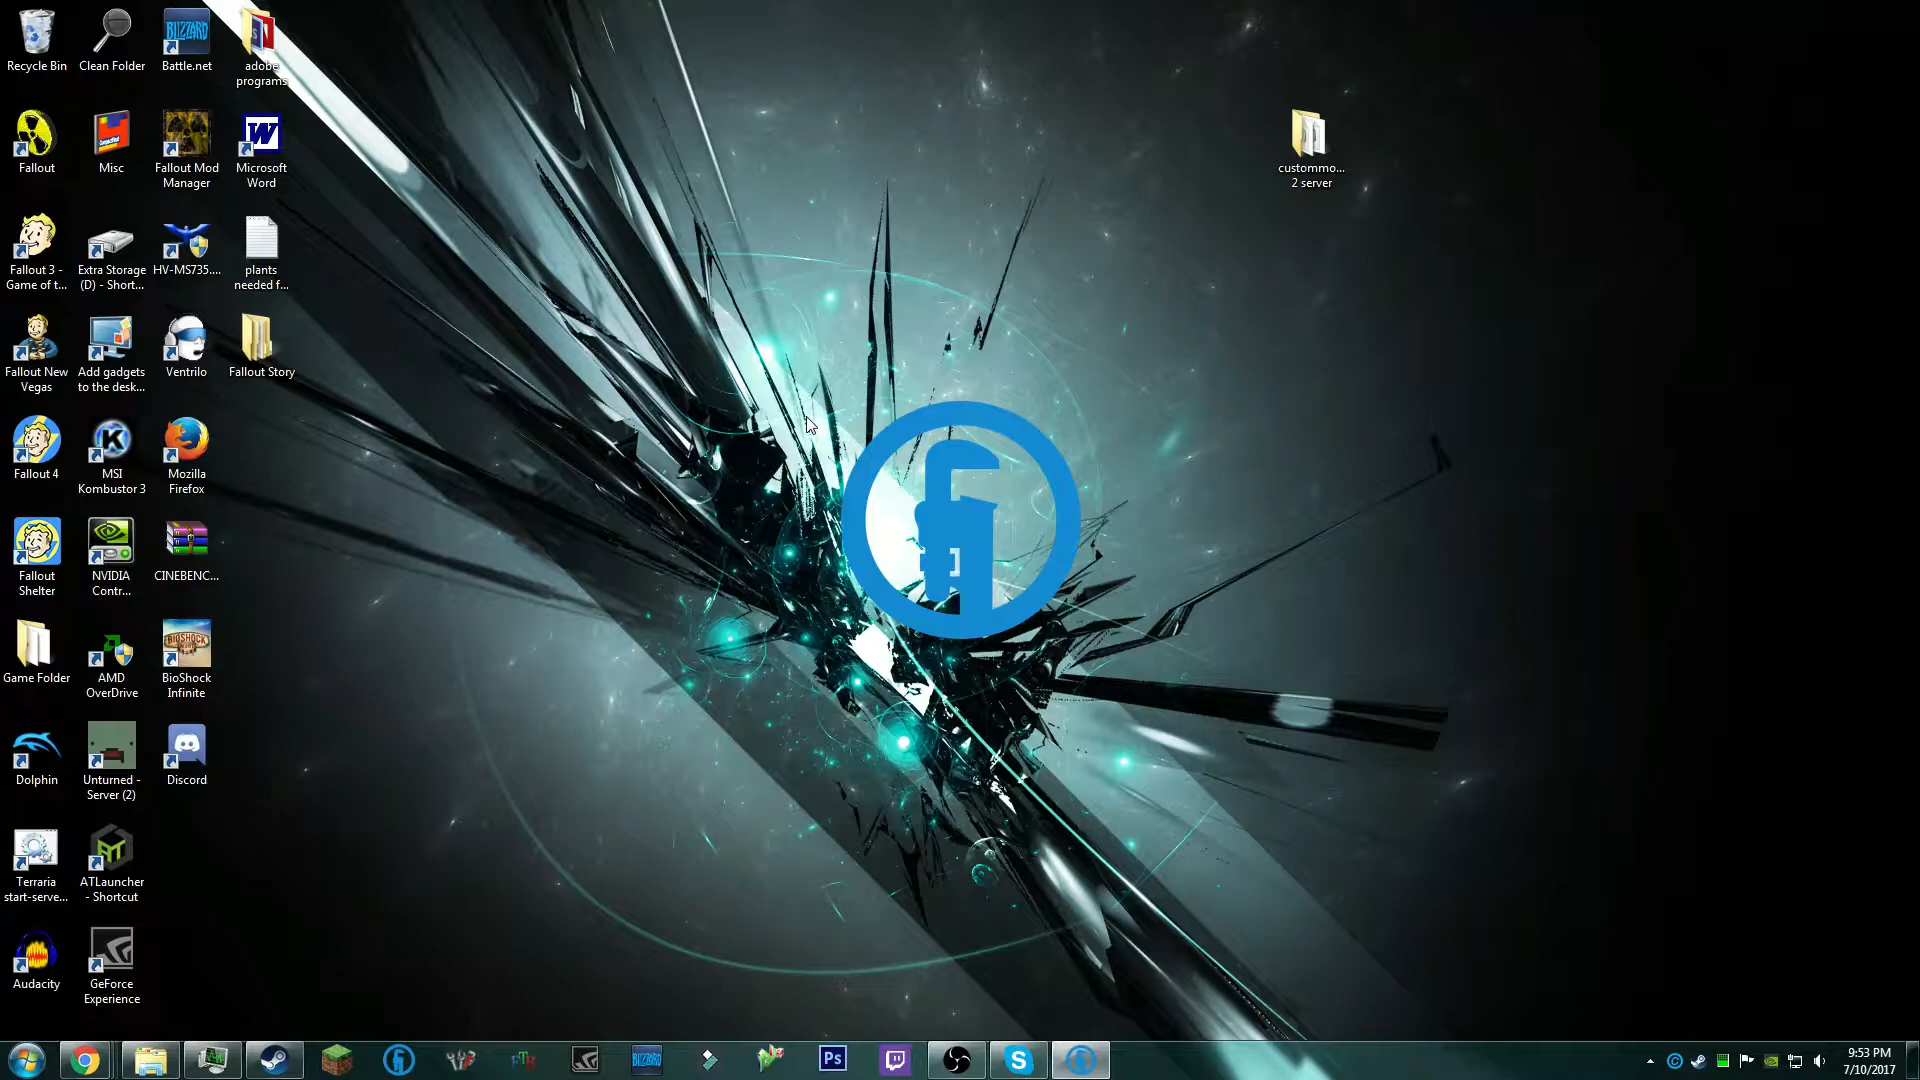 Recycle Bin
Clean Folder
Battle.net
adobe
programs
Fallout
Misc
Fallout Mod
Manager
Microsoft
Word
Fallout 3 -
Game of t...
Extra Storage
(D) - Short...
HV-MS735....
plants
needed f...
Fallout New
Vegas
Add gadgets
to the desk...
Ventrilo
Fallout Story
Fallout 4
MSI
Kombustor 3
Mozilla
Firefox
Fallout
Shelter
NVIDIA
Contr...
CINEBENC...
Game Folder
AMD
OverDrive
BioShock
Infinite
Dolphin
Unturned -
Server (2)
Discord
Terraria
start-serve...
ATLauncher
- Shortcut
Audacity
GeForce
Experience
custommo...
2 server
BLIZZARD
W
K
BIOSHOCK
BLIZZARD
Ps
S
9:53 PM
7/10/2017